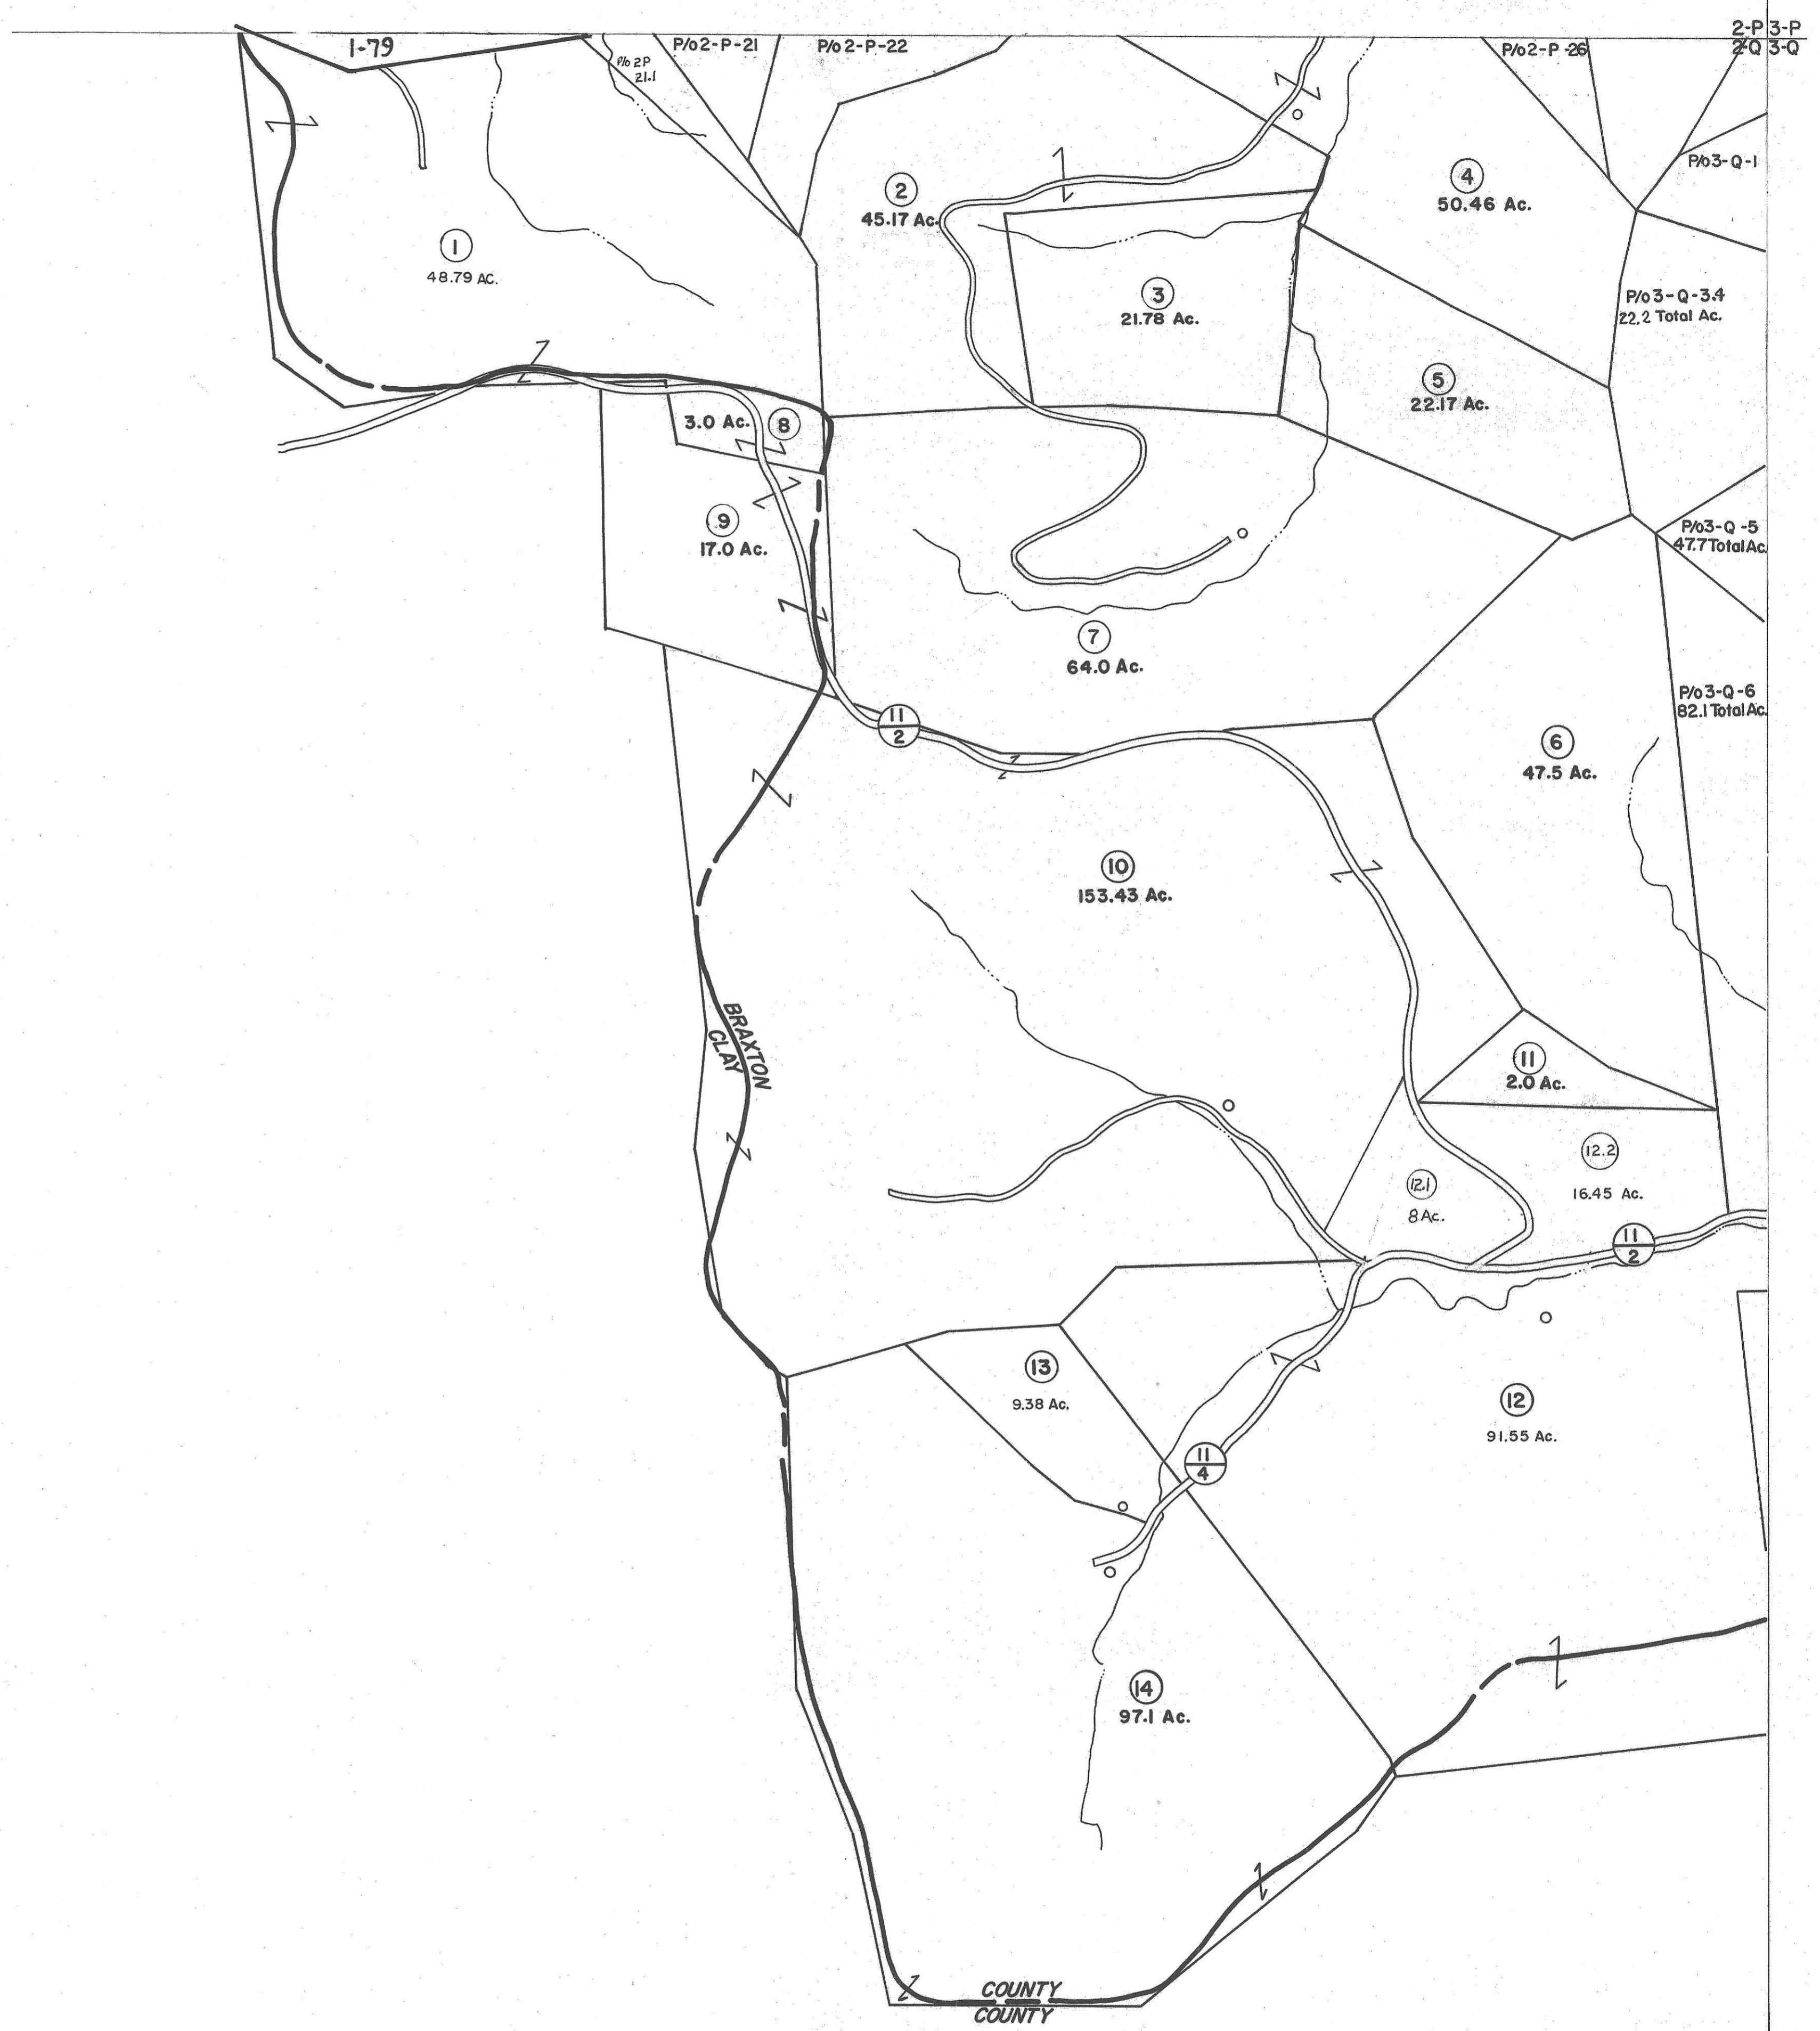 2-P 3-P
2-Q 3-Q
I-79
P/o 2P
21.1
P/o 2-P-21
P/o 2-P-22
P/o 2-P-26
P/o 3-Q-1
1
48.79 AC.
2
45.17 Ac.
3
21.78 Ac.
4
50.46 Ac.
P/o 3-Q-3.4
22.2 Total Ac.
5
22.17 Ac.
3.0 Ac. 8
9
17.0 Ac.
P/o 3-Q-5
47.7 Total Ac.
7
64.0 Ac.
P/o 3-Q-6
82.1 Total Ac.
11
2
6
47.5 Ac.
10
153.43 Ac.
BRAXTON
CLAY
11
2.0 Ac.
12.2
16.45 Ac.
12.1
8 Ac.
11
2
13
9.38 Ac.
12
91.55 Ac.
11
4
14
97.1 Ac.
COUNTY
COUNTY